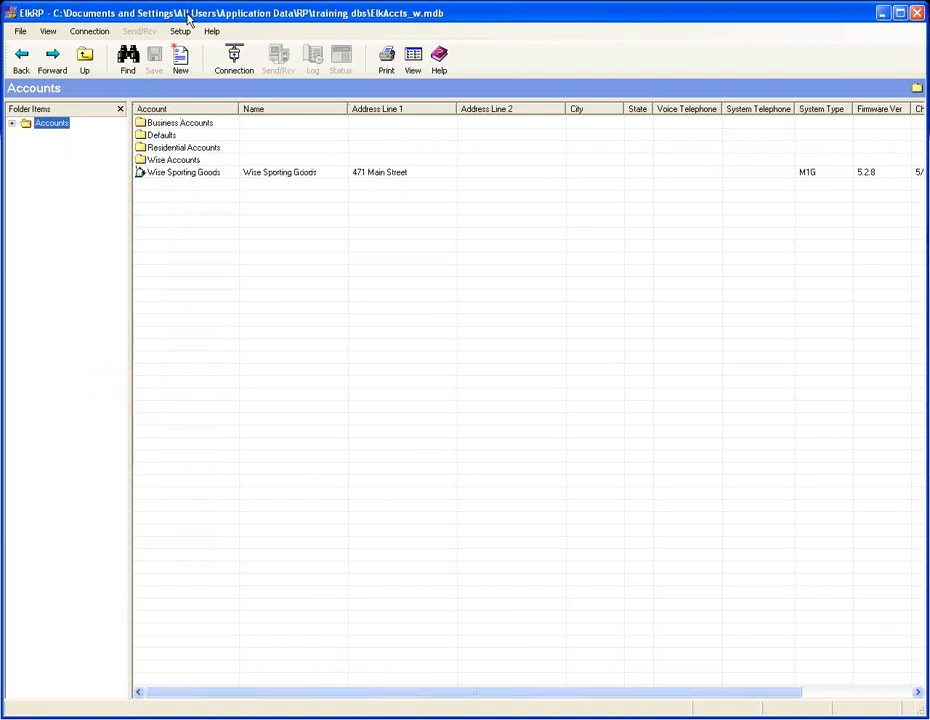 ElkRP - C:\Documents and Settings\All Users\Application Data\RP\training dbs\ElkAccts_w.mdb
File View Connection Send/Rcv Setup Help
Back Forward Up Find Save New Connection Send/Rcv Log Status Print View Help
Accounts
Folder Items Account Name Address Line 1 Address Line 2 City State Voice Telephone System Telephone System Type Firmware Ver Ch
Accounts Business Accounts
Defaults
Residential Accounts
Wise Accounts
Wise Sporting Goods Wise Sporting Goods 471 Main Street M1G 5.2.8 5/